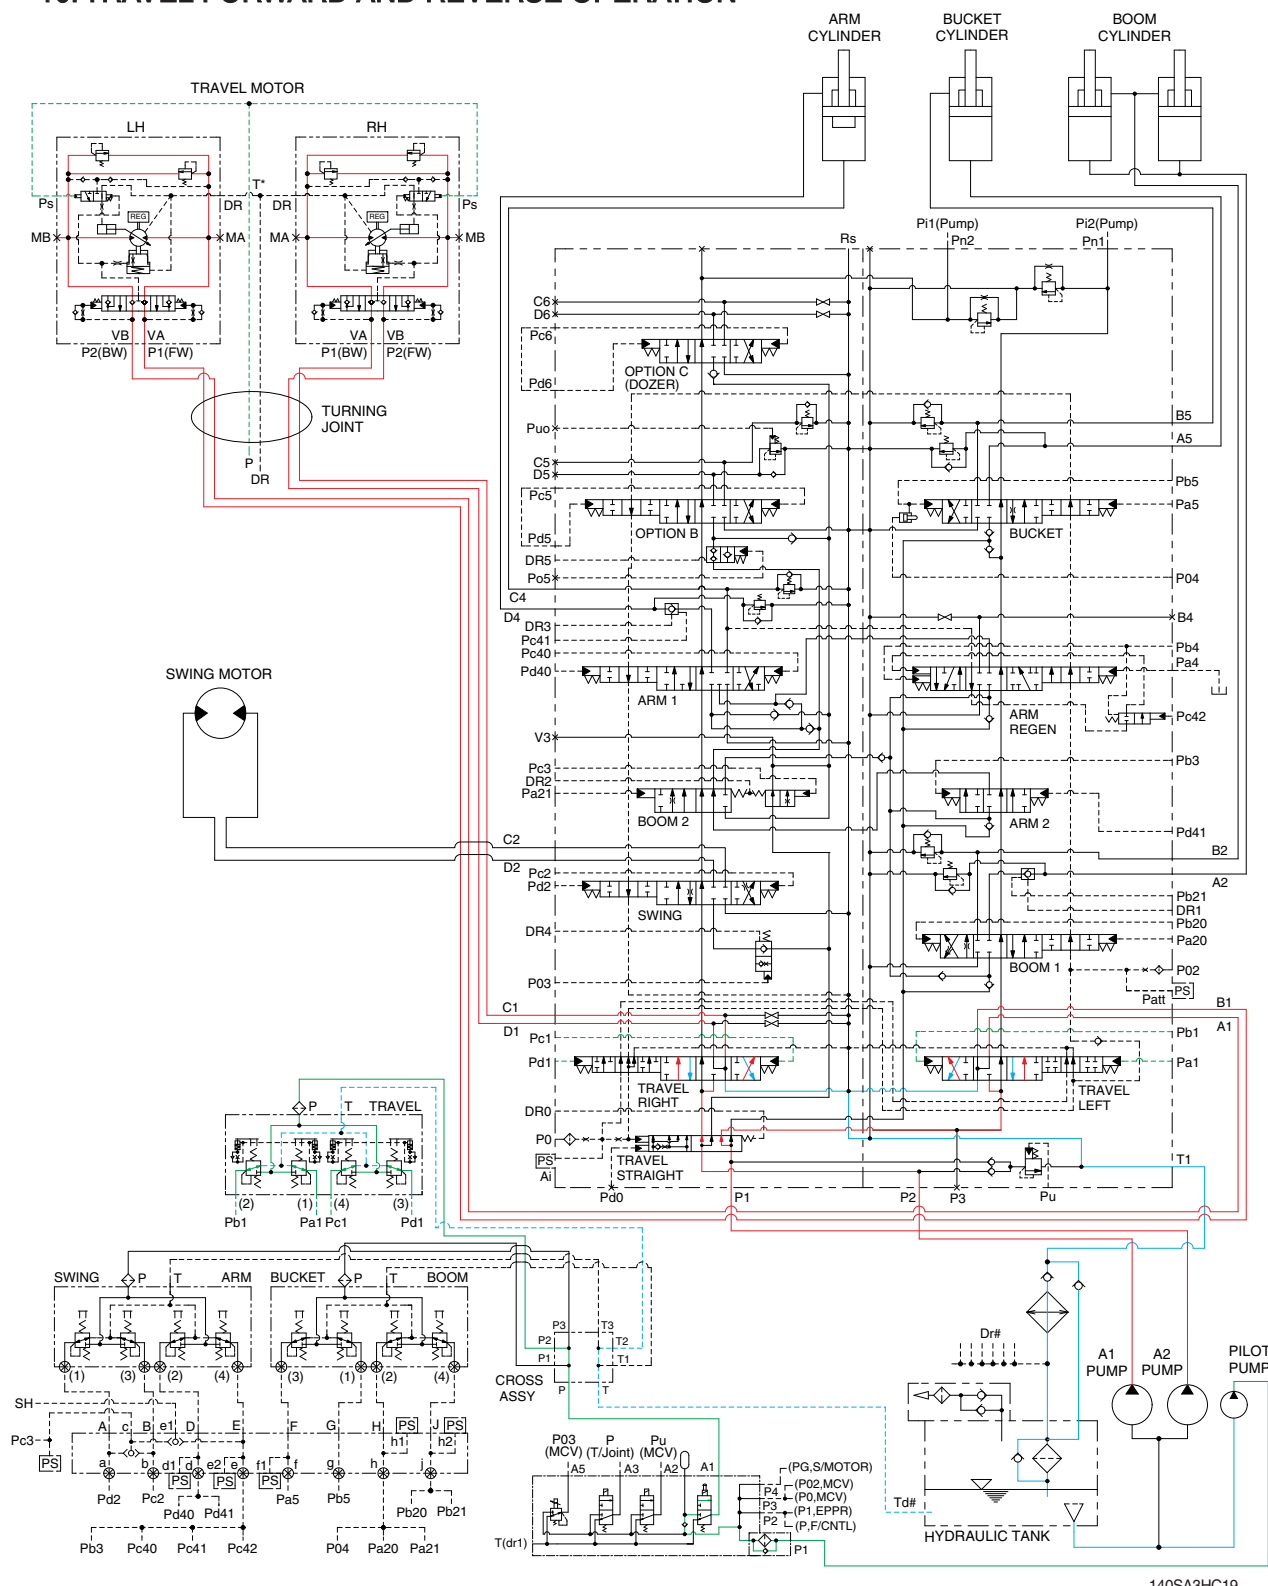 ARM
CYLINDER
BUCKET
CYLINDER
BOOM
CYLINDER
TRAVEL MOTOR
LH
RH
T*
Ps
DR
DR
Ps
REG
REG
MB
MA
MA
MB
VB
VA
VA
VB
P2(BW)
P1(FW)
P1(BW)
P2(FW)
TURNING
JOINT
P
DR
Rs
Pi1(Pump)
Pn2
Pi2(Pump)
Pn1
C6
D6
Pc6
Pd6
OPTION C
(DOZER)
Puo
C5
D5
Pc5
Pd5
OPTION B
DR5
Po5
B5
A5
Pb5
Pa5
BUCKET
P04
C4
D4
DR3
Pc41
Pc40
Pd40
ARM 1
B4
Pb4
Pa4
ARM
REGEN
Pc42
SWING MOTOR
V3
Pc3
DR2
Pa21
BOOM 2
Pb3
ARM 2
Pd41
C2
D2
Pc2
Pd2
SWING
B2
A2
Pb21
DR1
Pb20
Pa20
BOOM 1
DR4
P03
P02
PS
Patt
C1
D1
Pc1
Pd1
TRAVEL
RIGHT
B1
A1
Pb1
Pa1
TRAVEL
LEFT
DR0
P0
PS
Ai
TRAVEL
STRAIGHT
Pd0
P1
P2
P3
Pu
T1
P
T
TRAVEL
(2)
(1)
(4)
(3)
Pb1
Pa1
Pc1
Pd1
SWING
P
T
ARM
BUCKET
P
T
BOOM
(1)
(3)
(2)
(4)
(3)
(1)
(2)
(4)
P3
T3
P2
T2
P1
T1
CROSS
ASSY
P
T
SH
Pc3
PS
A
c
B
e1
D
E
F
G
H
PS
h1
J
PS
h2
a
b
d1
d
PS
e2
e
PS
f1
f
PS
g
h
j
Pd2
Pc2
Pd40
Pd41
Pa5
Pb5
Pb20
Pb21
Pb3
Pc40
Pc41
Pc42
P04
Pa20
Pa21
P03
(MCV)
P
(T/Joint)
Pu
(MCV)
A5
A3
A2
A1
(PG,S/MOTOR)
(P02,MCV)
P4
(P0,MCV)
P3
(P1,EPPR)
P2
(P,F/CNTL)
T(dr1)
P1
Dr#
Td#
HYDRAULIC TANK
A1
PUMP
A2
PUMP
PILOT
PUMP